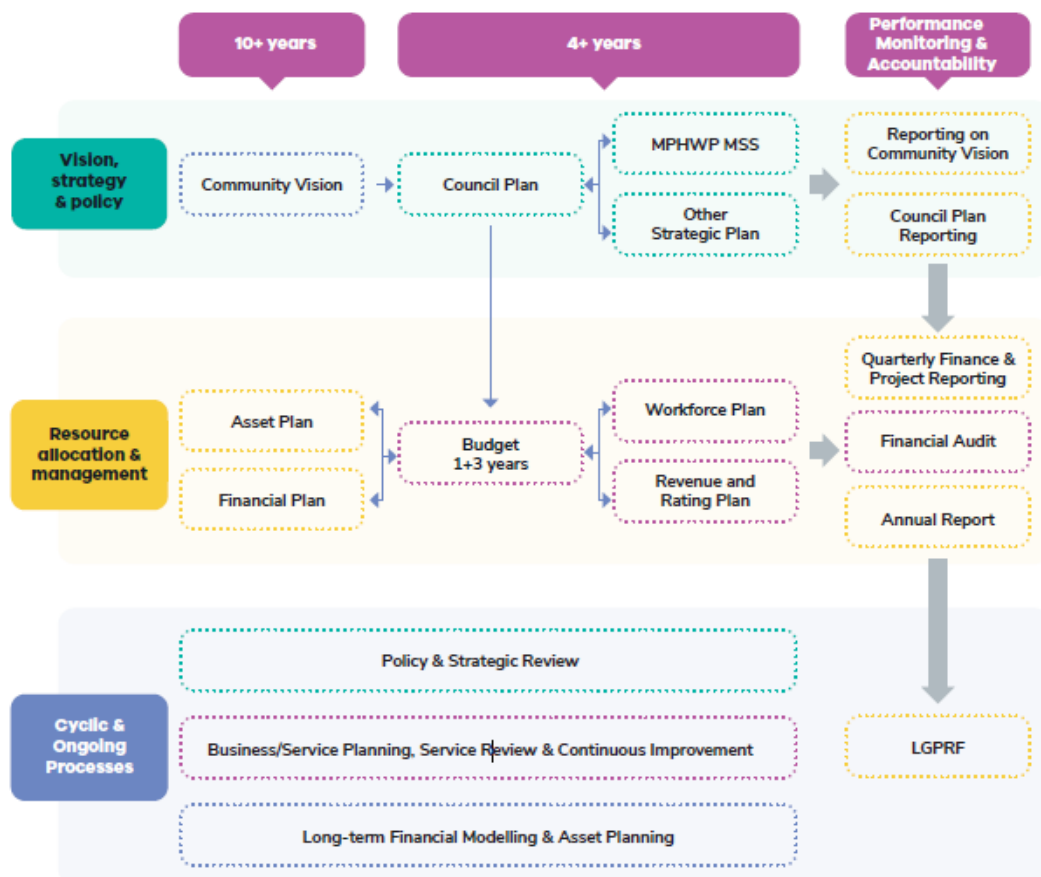 10+ years
4+ years
Performance
Monitoring &
Accountability
Vision,
strategy
& policy
Community Vision
Council Plan
MPHWP MSS
Other
Strategic Plan
Reporting on
Community Vision
Council Plan
Reporting
Resource
allocation &
management
Asset Plan
Financial Plan
Budget
1+3 years
Workforce Plan
Revenue and
Rating Plan
Quarterly Finance &
Project Reporting
Financial Audit
Annual Report
Cyclic &
Ongoing
Processes
Policy & Strategic Review
Business/Service Planning, Service Review & Continuous Improvement
Long-term Financial Modelling & Asset Planning
LGPRF